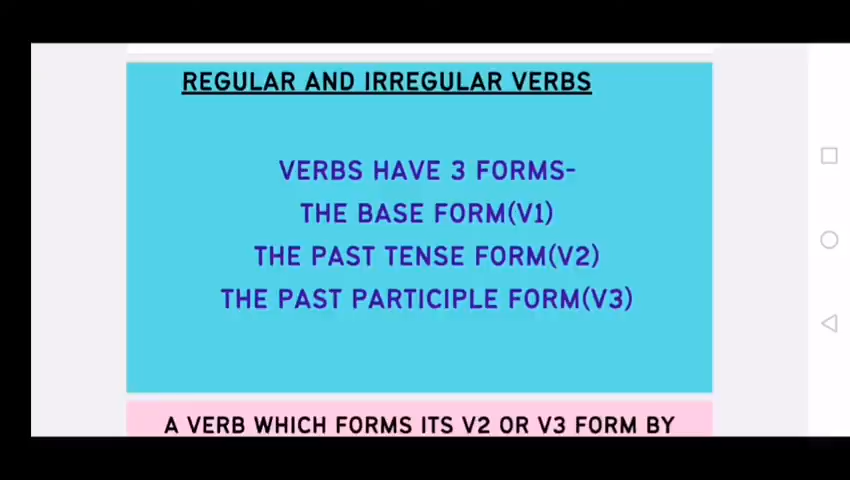 REGULAR AND IRREGULAR VERBS
VERBS HAVE 3 FORMS-
THE BASE FORM(V1)
THE PAST TENSE FORM(V2)
THE PAST PARTICIPLE FORM(V3)
A VERB WHICH FORMS ITS V2 OR V3 FORM BY